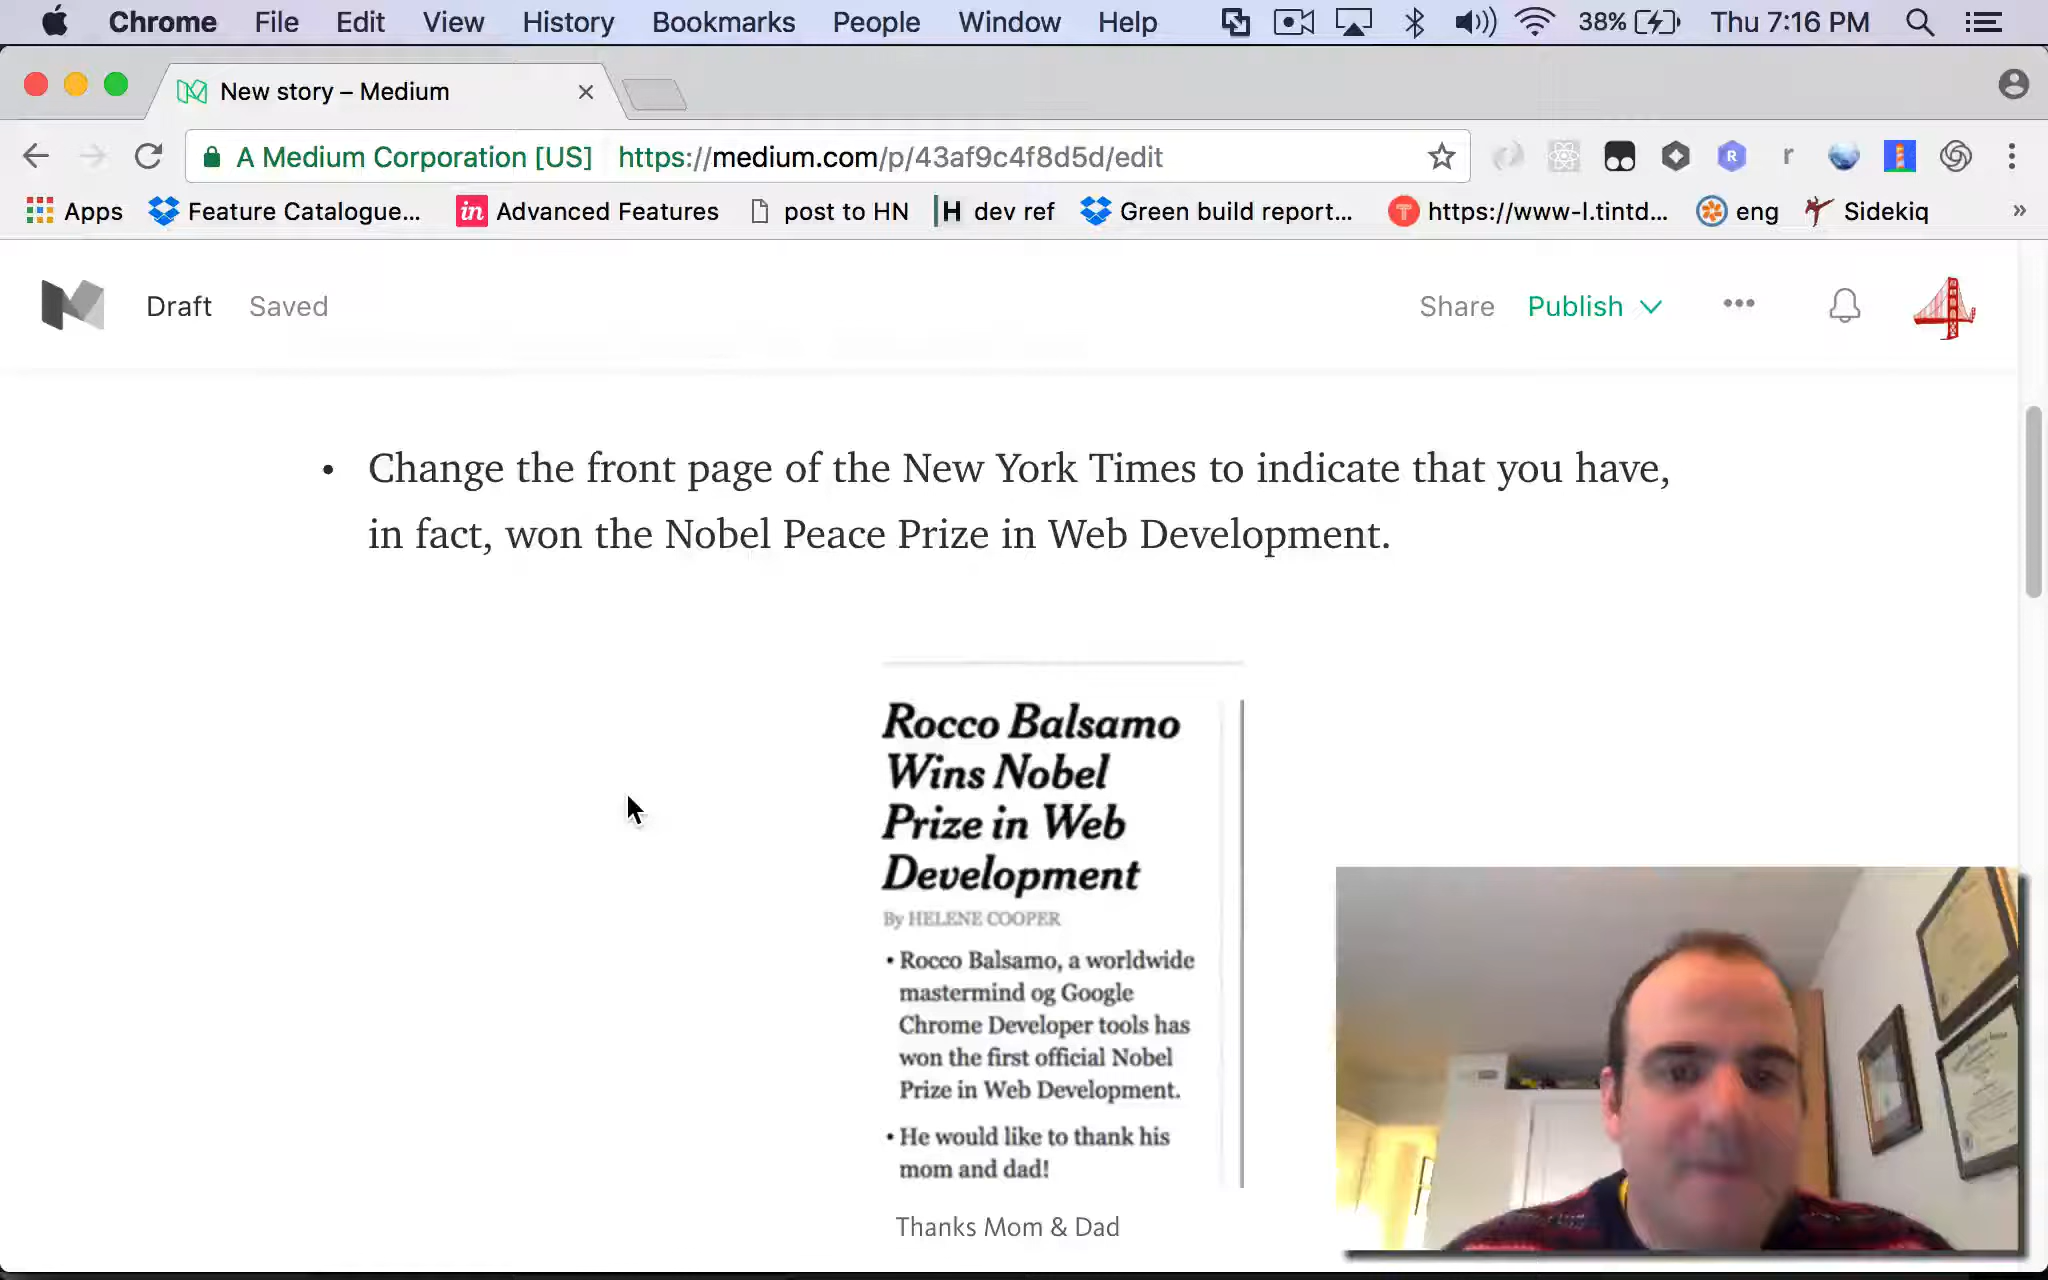 Chrome File Edit View History Bookmarks People Window Help 38% Thu 7:16 PM
New story – Medium
A Medium Corporation [US] https://medium.com/p/43af9c4f8d5d/edit
Apps Feature Catalogue... in Advanced Features post to HN H dev ref Green build report... T https://www-l.tintd... eng Sidekiq »
Draft Saved Share Publish
• Change the front page of the New York Times to indicate that you have,
in fact, won the Nobel Peace Prize in Web Development.
Rocco Balsamo
Wins Nobel
Prize in Web
Development
By HELENE COOPER
• Rocco Balsamo, a worldwide
mastermind og Google
Chrome Developer tools has
won the first official Nobel
Prize in Web Development.
• He would like to thank his
mom and dad!
Thanks Mom & Dad